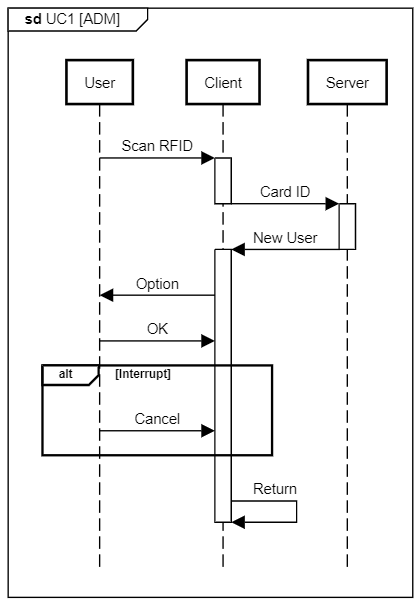 sd UC1 [ADM]
User
Client
Server
Scan RFID
Card ID
New User
Option
OK
alt
[Interrupt]
Cancel
Return